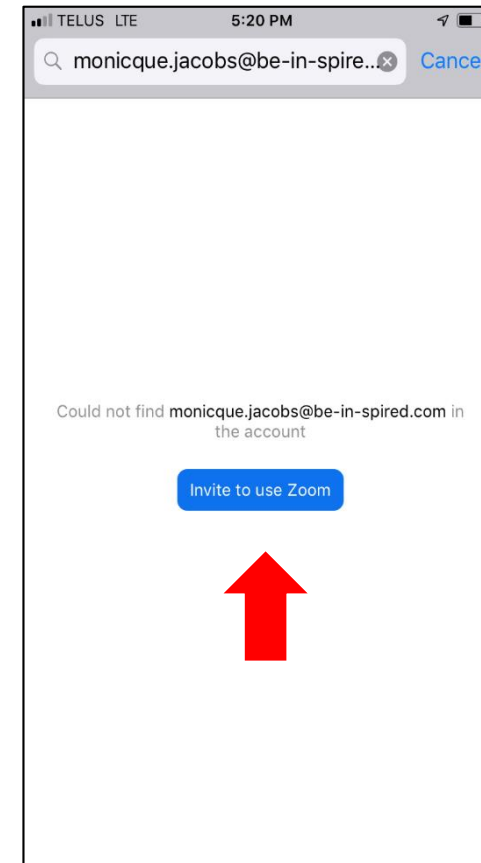 TELUS LTE 5:20 PM
monicque.jacobs@be-in-spire... Cance
Could not find monicque.jacobs@be-in-spired.com in
the account
Invite to use Zoom